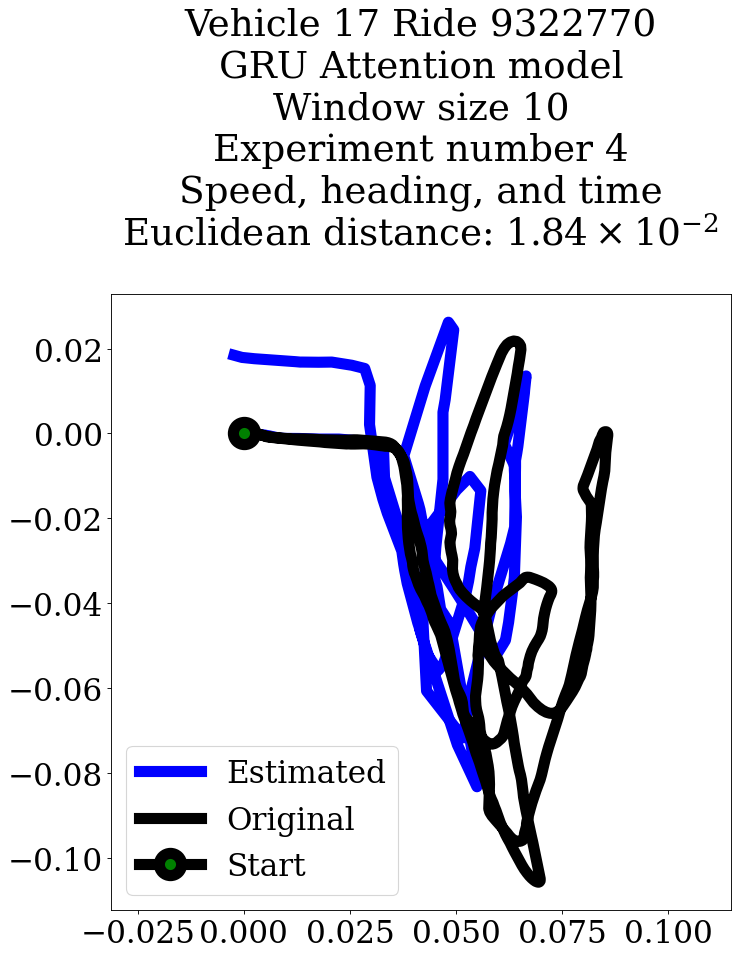 Vehicle 17 Ride 9322770
GRU Attention model
Window size 10
Experiment number 4
Speed, heading, and time
Euclidean distance: 1.84 × 10⁻²
0.02
0.00
−0.02
−0.04
−0.06
−0.08
−0.10
Estimated
Original
Start
−0.025 0.000 0.025 0.050 0.075 0.100